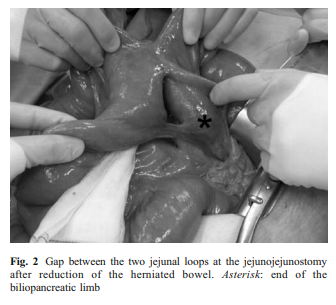 *
Fig. 2 Gap between the two jejunal loops at the jejunojejunostomy
after reduction of the herniated bowel. Asterisk: end of the
biliopancreatic limb